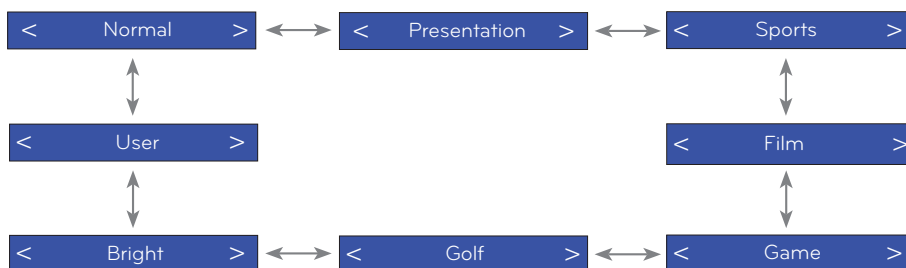 < Normal > < Presentation > < Sports >
< User > < Film >
< Bright > < Golf > < Game >